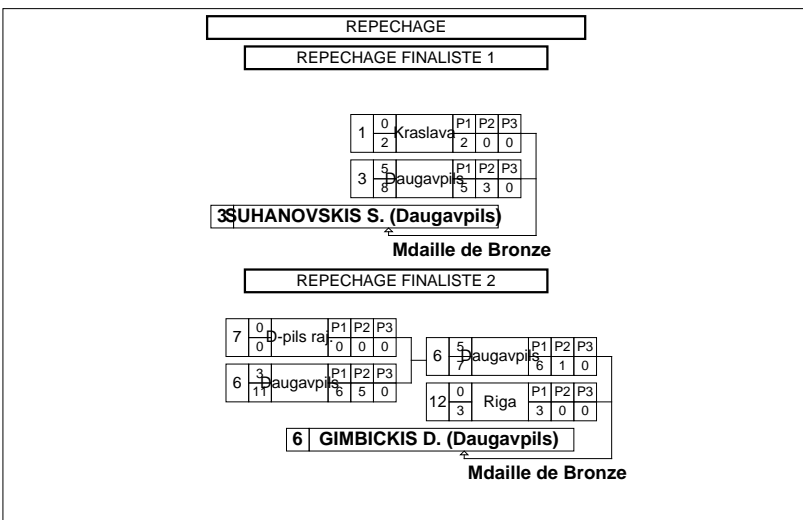 REPECHAGE
REPECHAGE FINALISTE 1
1 0 2 Kraslava P1 P2 P3 2 0 0
3 5 8 Daugavpils P1 P2 P3 5 3 0
3 SUHANOVSKIS S. (Daugavpils)
Mdaille de Bronze
REPECHAGE FINALISTE 2
7 0 0 D-pils raj. P1 P2 P3 0 0 0
6 3 11 Daugavpils P1 P2 P3 6 5 0
6 5 7 Daugavpils P1 P2 P3 6 1 0
12 0 3 Riga P1 P2 P3 3 0 0
6 GIMBICKIS D. (Daugavpils)
Mdaille de Bronze